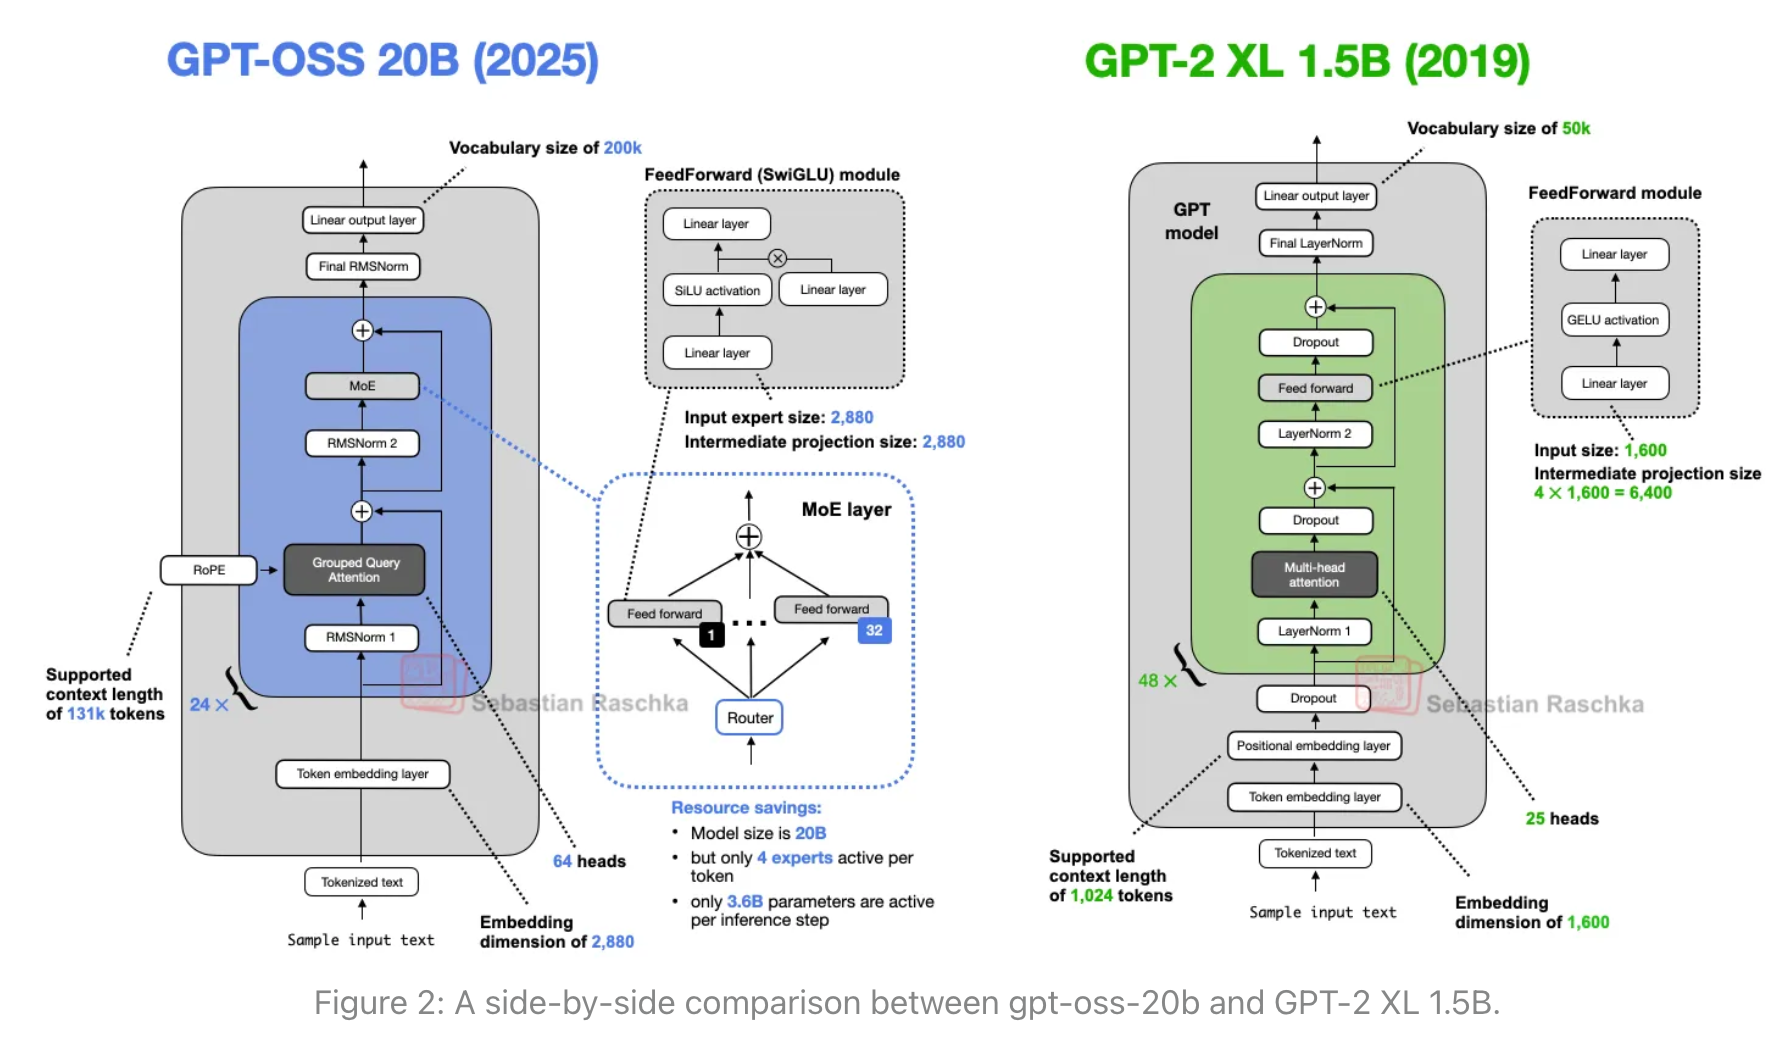 GPT-OSS 20B (2025)
Vocabulary size of 200k
Linear output layer
Final RMSNorm
MoE
RMSNorm 2
Grouped Query
Attention
RoPE
RMSNorm 1
24 ×
Supported
context length
of 131k tokens
Token embedding layer
Tokenized text
Sample input text
64 heads
Embedding
dimension of 2,880
FeedForward (SwiGLU) module
Linear layer
SiLU activation
Linear layer
Linear layer
Input expert size: 2,880
Intermediate projection size: 2,880
MoE layer
Feed forward
1
...
Feed forward
32
Router
Resource savings:
• Model size is 20B
• but only 4 experts active per
token
• only 3.6B parameters are active
per inference step
Sebastian Raschka
GPT-2 XL 1.5B (2019)
Vocabulary size of 50k
GPT
model
Linear output layer
Final LayerNorm
Dropout
Feed forward
LayerNorm 2
Dropout
Multi-head
attention
LayerNorm 1
48 ×
Dropout
Positional embedding layer
Token embedding layer
Tokenized text
Sample input text
Supported
context length
of 1,024 tokens
25 heads
Embedding
dimension of 1,600
FeedForward module
Linear layer
GELU activation
Linear layer
Input size: 1,600
Intermediate projection size
4 × 1,600 = 6,400
Sebastian Raschka
Figure 2: A side-by-side comparison between gpt-oss-20b and GPT-2 XL 1.5B.